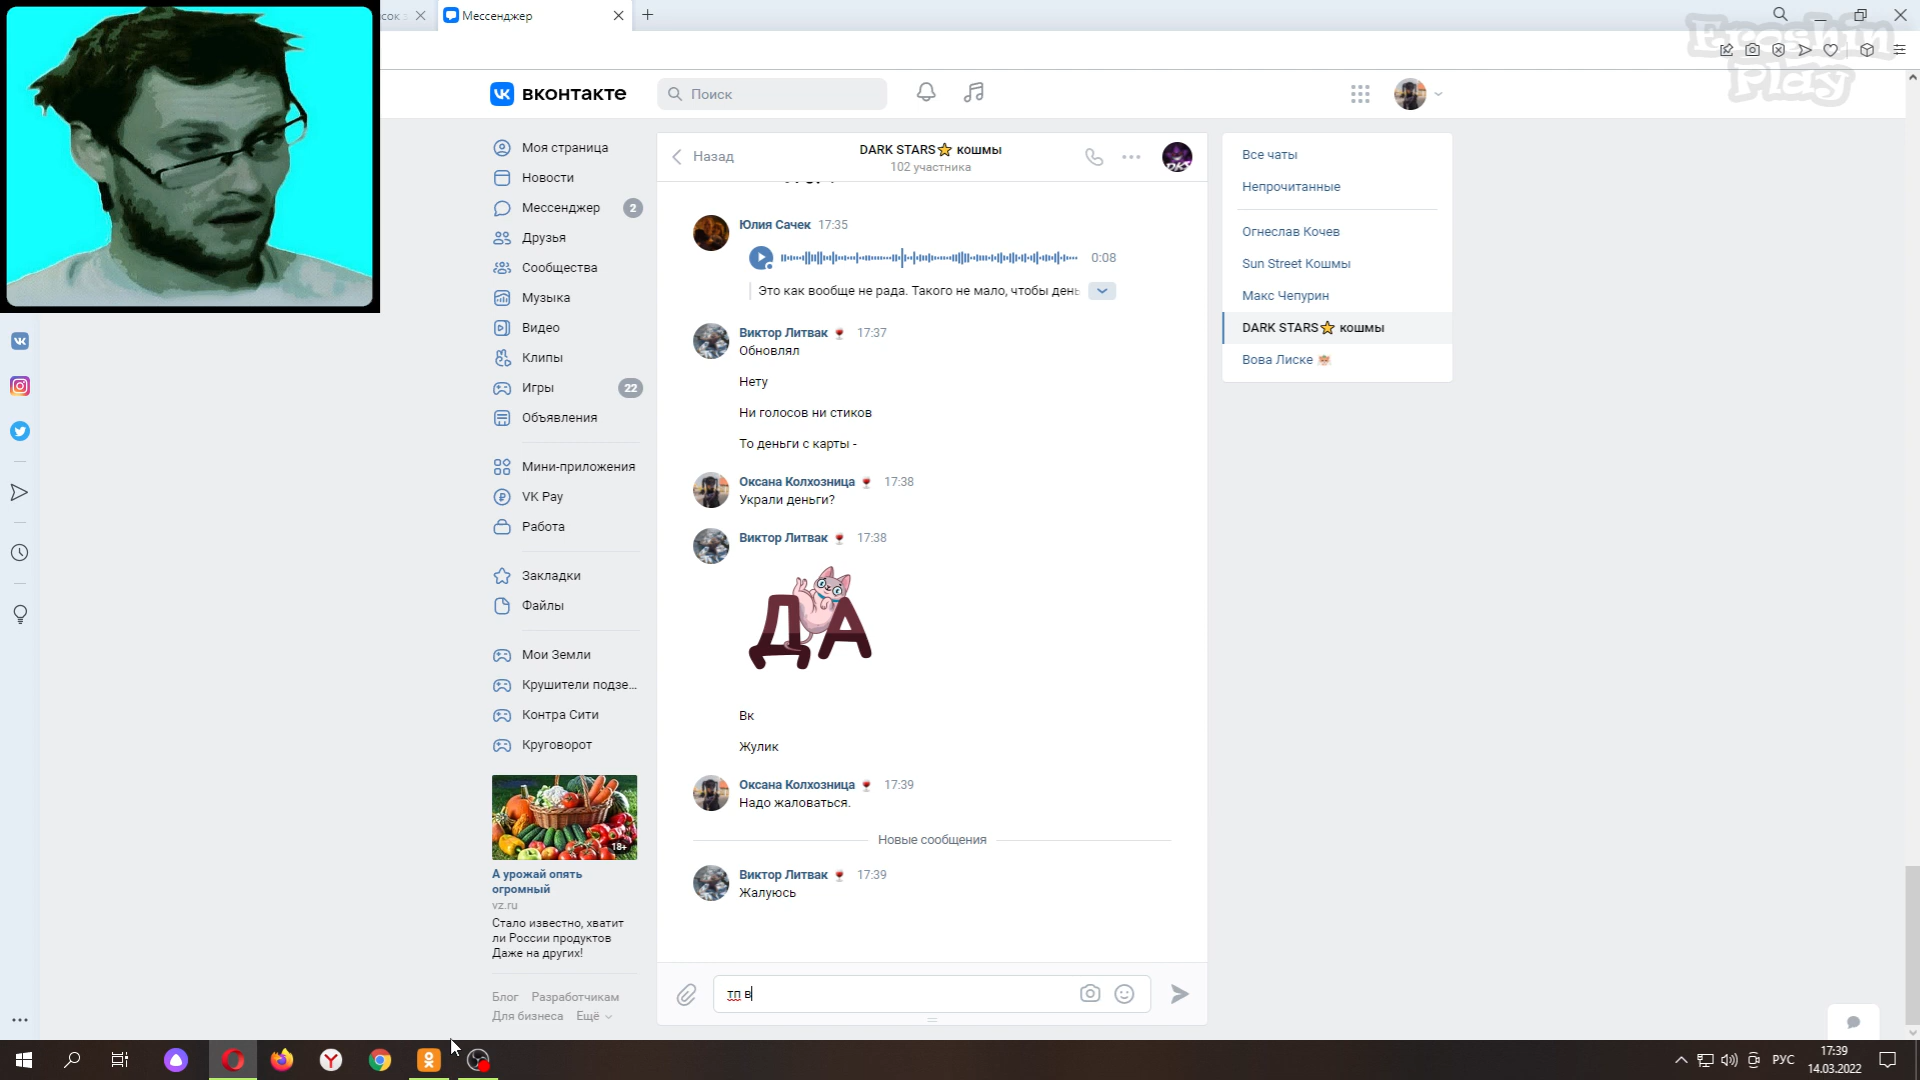 Мессенджер
Eroshin
Play
вконтакте
Поиск
Моя страница
Новости
Мессенджер 2
Друзья
Сообщества
Музыка
Видео
Клипы
Игры 22
Объявления
Мини-приложения
VK Pay
Работа
Закладки
Файлы
Мои Земли
Крушители подзе...
Контра Сити
Круговорот
18+
А урожай опять
огромный
vz.ru
Стало известно, хватит
ли России продуктов
Даже на других!
Блог Разработчикам
Для бизнеса Ещё
Назад
DARK STARS⭐ кошмы
102 участника
Юлия Сачек 17:35
0:08
Это как вообще не рада. Такого не мало, чтобы день
Виктор Литвак 🍷 17:37
Обновлял
Нету
Ни голосов ни стиков
То деньги с карты -
Оксана Колхозница 🍷 17:38
Украли деньги?
Виктор Литвак 🍷 17:38
ДА
Вк
Жулик
Оксана Колхозница 🍷 17:39
Надо жаловаться.
Новые сообщения
Виктор Литвак 🍷 17:39
Жалуюсь
тп в
Все чаты
Непрочитанные
Огнеслав Кочев
Sun Street Кошмы
Макс Чепурин
DARK STARS⭐ кошмы
Вова Лиске
РУС
17:39
14.03.2022